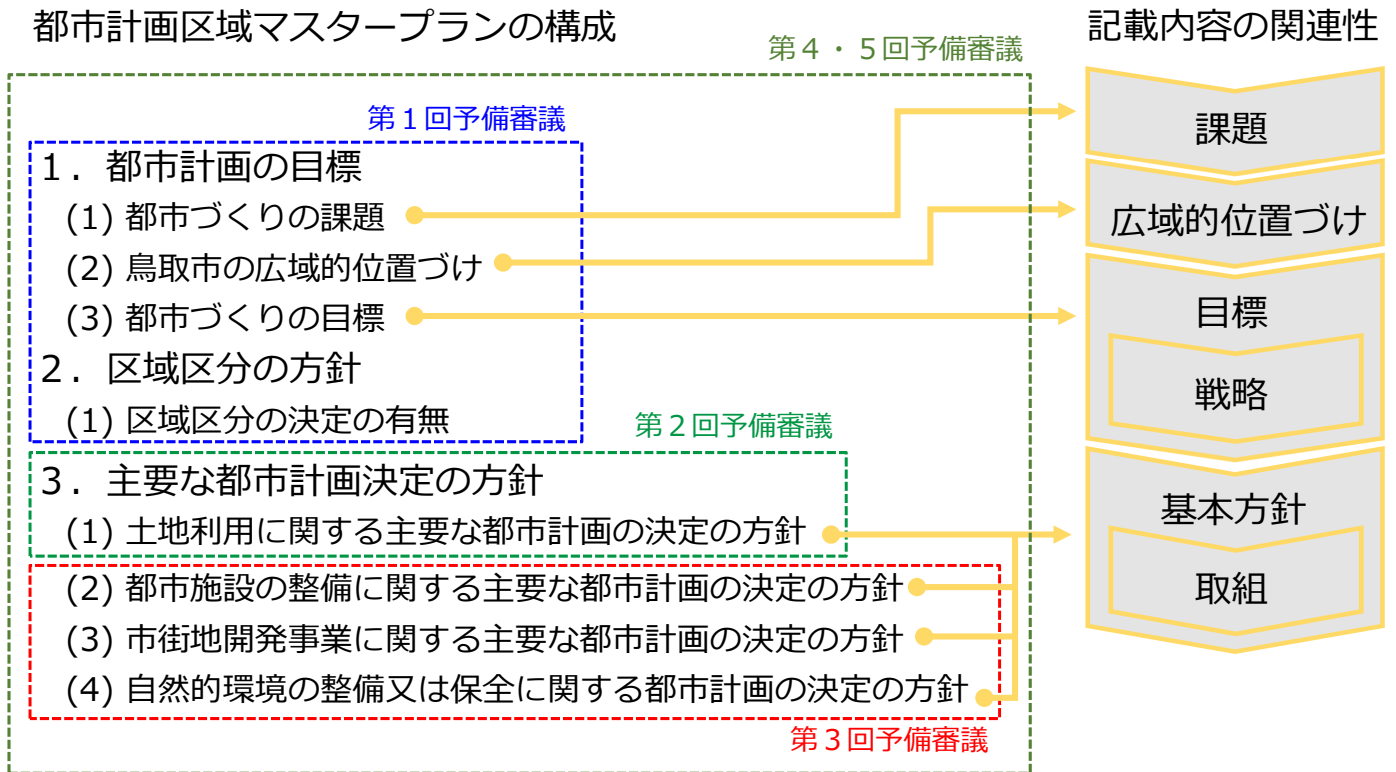 都市計画区域マスタープランの構成
第４・５回予備審議
第１回予備審議
１．都市計画の目標
(1) 都市づくりの課題
(2) 鳥取市の広域的位置づけ
(3) 都市づくりの目標
２．区域区分の方針
(1) 区域区分の決定の有無
第２回予備審議
３．主要な都市計画決定の方針
(1) 土地利用に関する主要な都市計画の決定の方針
(2) 都市施設の整備に関する主要な都市計画の決定の方針
(3) 市街地開発事業に関する主要な都市計画の決定の方針
(4) 自然的環境の整備又は保全に関する都市計画の決定の方針
第３回予備審議
記載内容の関連性
課題
広域的位置づけ
目標
戦略
基本方針
取組